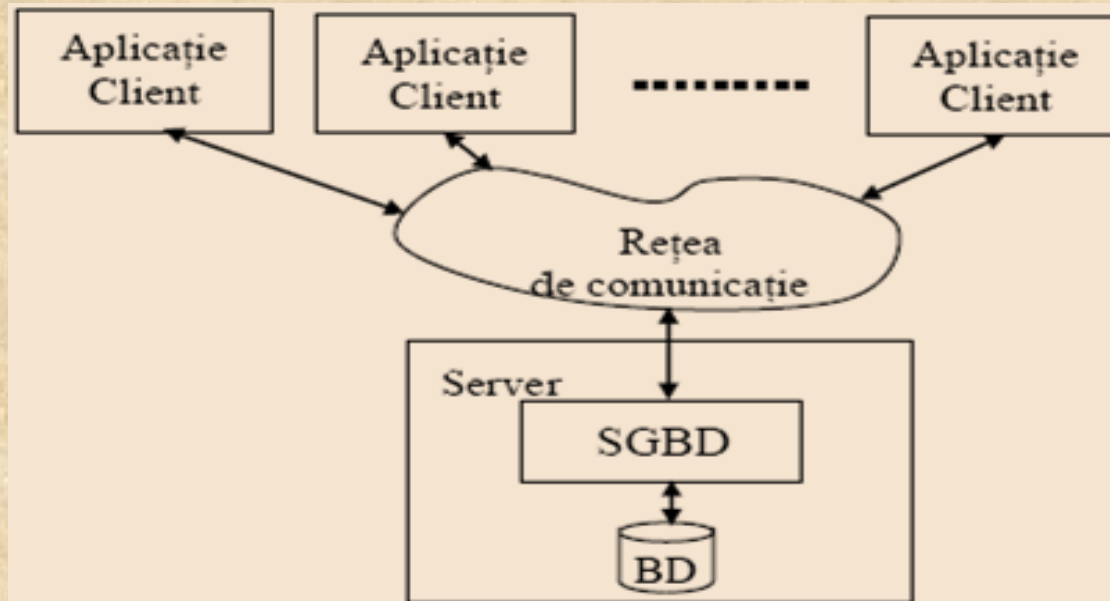 Aplicație
Client
Aplicație
Client
Aplicație
Client
Rețea
de comunicație
Server
SGBD
BD